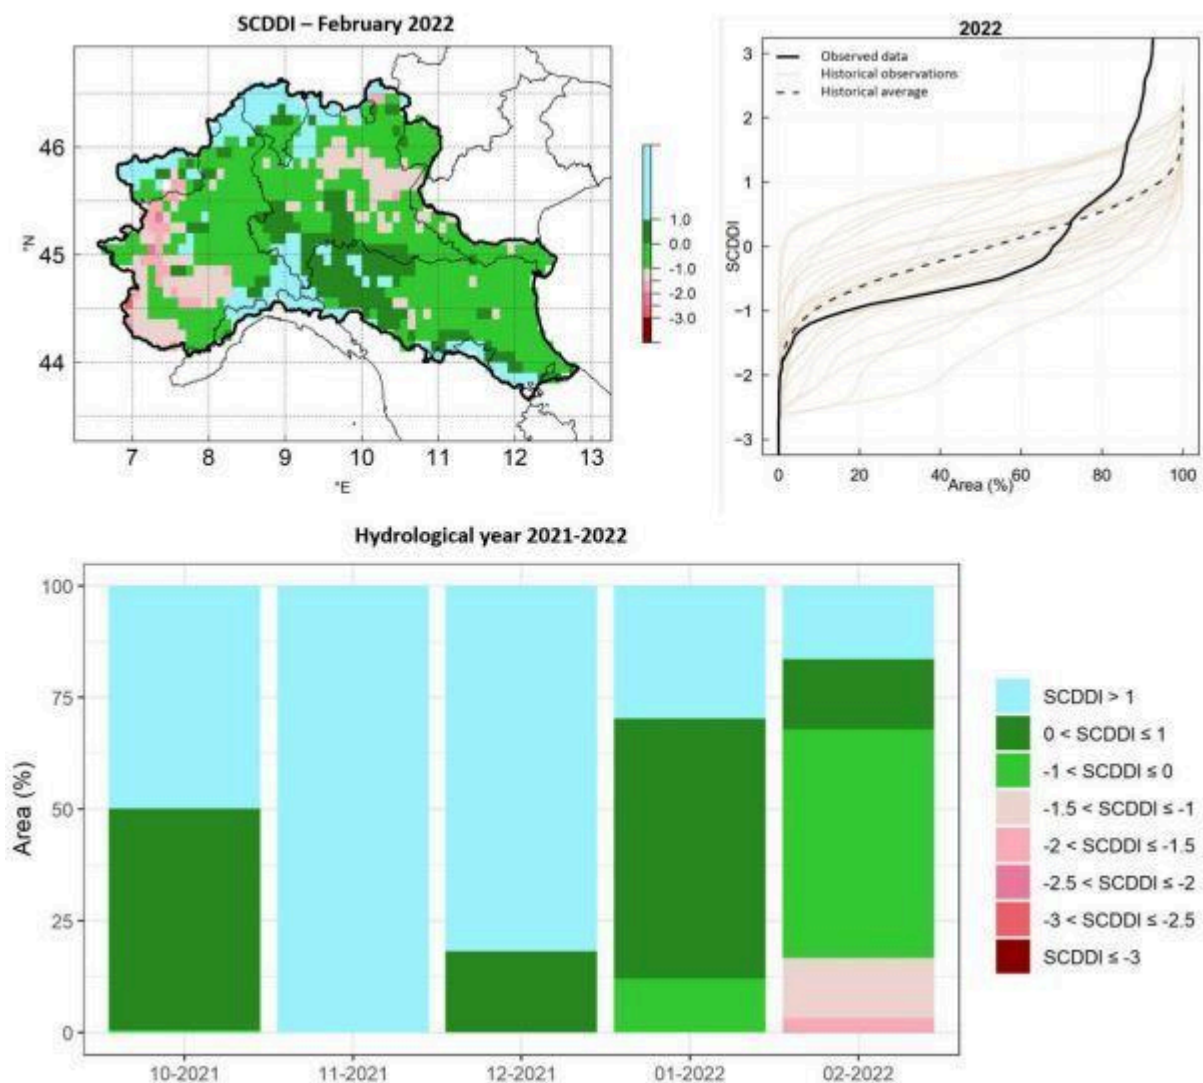 SCDDI – February 2022
46
45
44
°N
7 8 9 10 11 12 13
°E
1.0
0.0
-1.0
-2.0
-3.0
2022
Observed data
Historical observations
Historical average
3
2
1
0
−1
−2
−3
SCDDI
0 20 40 60 80 100
Area (%)
Hydrological year 2021-2022
100
75
50
25
0
Area (%)
10-2021 11-2021 12-2021 01-2022 02-2022
SCDDI > 1
0 < SCDDI ≤ 1
-1 < SCDDI ≤ 0
-1.5 < SCDDI ≤ -1
-2 < SCDDI ≤ -1.5
-2.5 < SCDDI ≤ -2
-3 < SCDDI ≤ -2.5
SCDDI ≤ -3